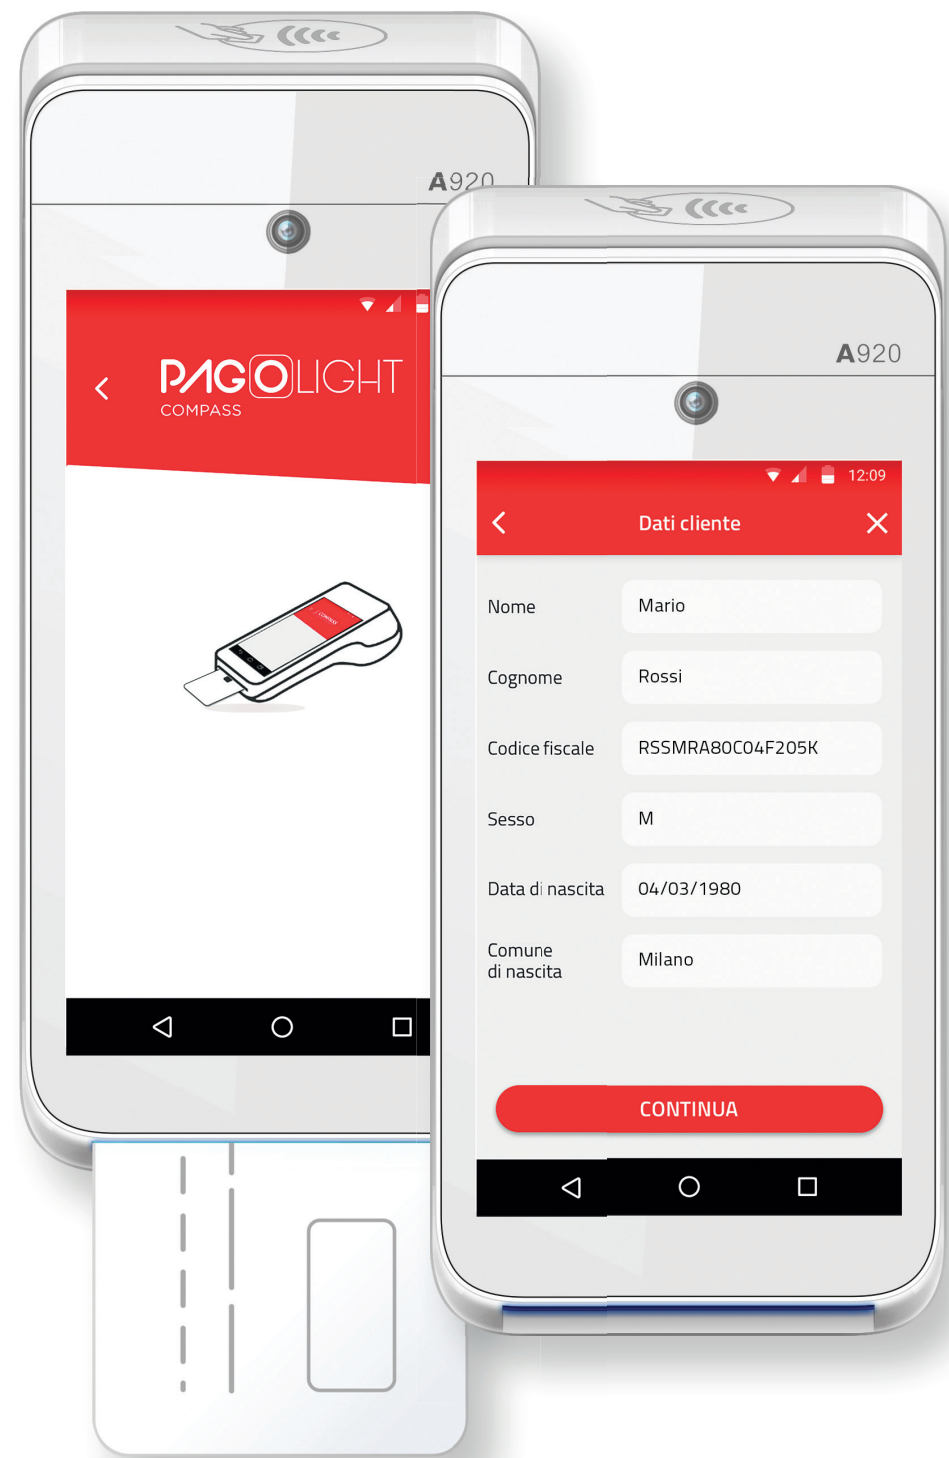 A920
PAGOLIGHT
COMPASS
A920
12:09
Dati cliente
Nome
Mario
Cognome
Rossi
Codice fiscale
RSSMRA80C04F205K
Sesso
M
Data di nascita
04/03/1980
Comune
di nascita
Milano
CONTINUA
COMPASS